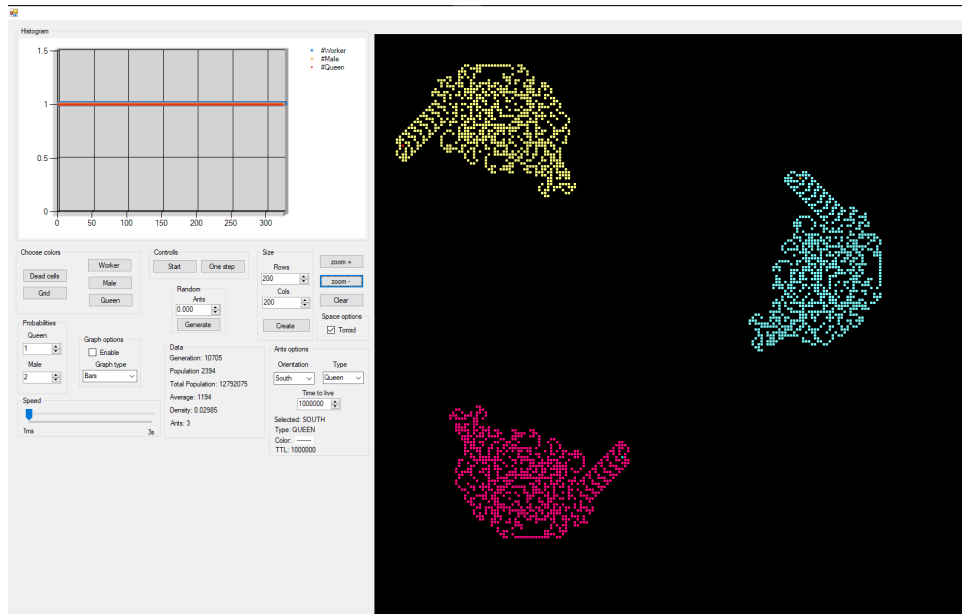 Histogram
1.5
1
0.5
0
0 50 100 150 200 250 300
#Worker
#Male
#Queen
Choose colors
Dead cells
Grid
Worker
Male
Queen
Controlls
Start One step
Random
Ants
0.000
Generate
Size
Rows
200
Cols
200
Create
zoom +
zoom -
Clear
Space options
Toroid
Probabilities
Queen
1
Male
2
Graph options
Enable
Graph type
Bars
Speed
1ms 3s
Data
Generation: 10705
Population 2394
Total Population: 12792075
Average: 1194
Density: 0.02985
Ants: 3
Ants options
Orientation Type
South Queen
Time to live
1000000
Selected: SOUTH
Type: QUEEN
Color: ------
TTL: 1000000